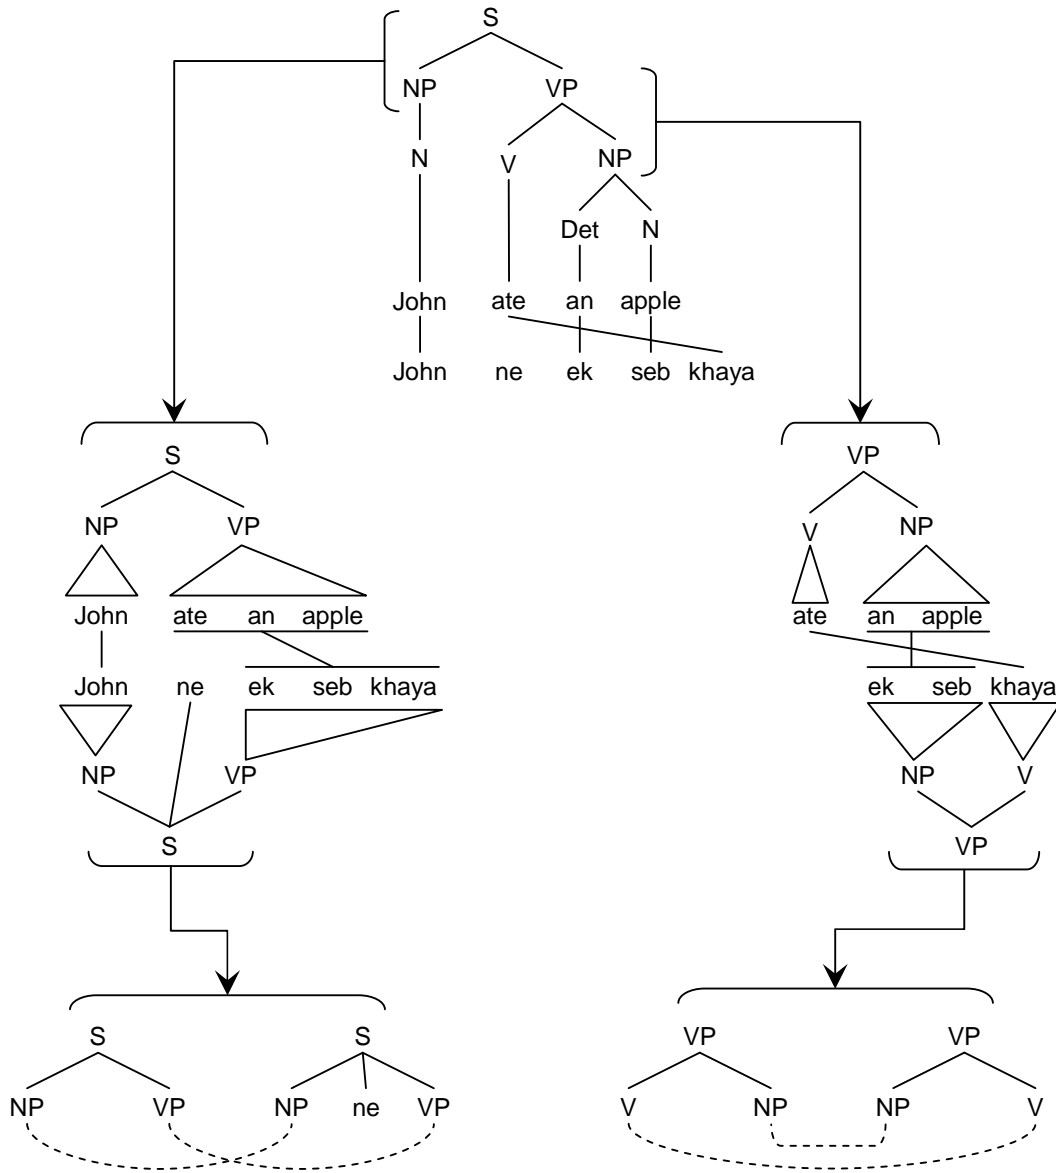 S
NP VP
N V NP
Det N
John ate an apple
John ne ek seb khaya
S
NP VP
John ate an apple
John ne ek seb khaya
NP VP
S
VP
V NP
ate an apple
ek seb khaya
NP V
VP
S S
NP VP NP ne VP
VP VP
V NP NP V